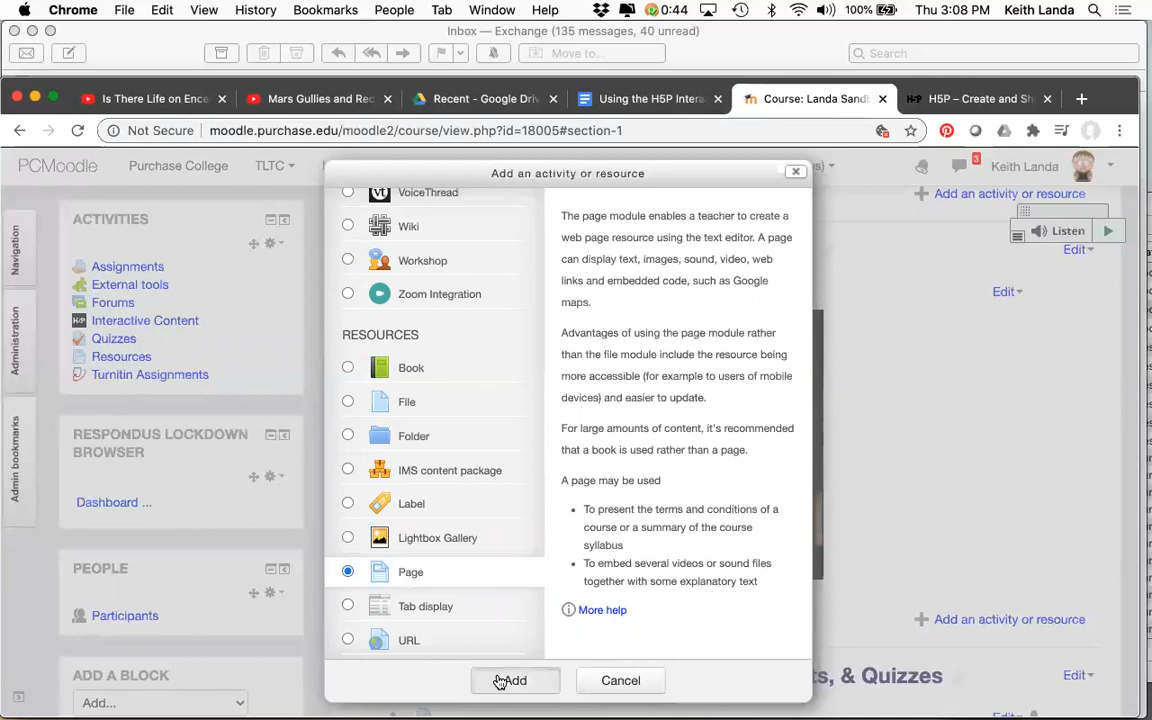 Chrome File Edit View History Bookmarks People Tab Window Help 0:44 100% Thu 3:08 PM Keith Landa
Inbox — Exchange (135 messages, 40 unread)
Move to... Search
Is There Life on Ence Mars Gullies and Rec Recent - Google Driv Using the H5P Intera Course: Landa Sandb H5P – Create and Sh
Not Secure moodle.purchase.edu/moodle2/course/view.php?id=18005#section-1
PCMoodle Purchase College TLTC 3 Keith Landa
Add an activity or resource
Add an activity or resource
Listen
Edit
Edit
Navigation
Administration
Admin bookmarks
ACTIVITIES
Assignments
External tools
Forums
H5P Interactive Content
Quizzes
Resources
Turnitin Assignments
RESPONDUS LOCKDOWN
BROWSER
Dashboard ...
PEOPLE
Participants
ADD A BLOCK
Add...
VoiceThread
Wiki
Workshop
Zoom Integration
RESOURCES
Book
File
Folder
IMS content package
Label
Lightbox Gallery
Page
Tab display
URL
The page module enables a teacher to create a
web page resource using the text editor. A page
can display text, images, sound, video, web
links and embedded code, such as Google
maps.
Advantages of using the page module rather
than the file module include the resource being
more accessible (for example to users of mobile
devices) and easier to update.
For large amounts of content, it's recommended
that a book is used rather than a page.
A page may be used
• To present the terms and conditions of a
course or a summary of the course
syllabus
• To embed several videos or sound files
together with some explanatory text
More help
Add Cancel
Add an activity or resource
, & Quizzes Edit
Edit